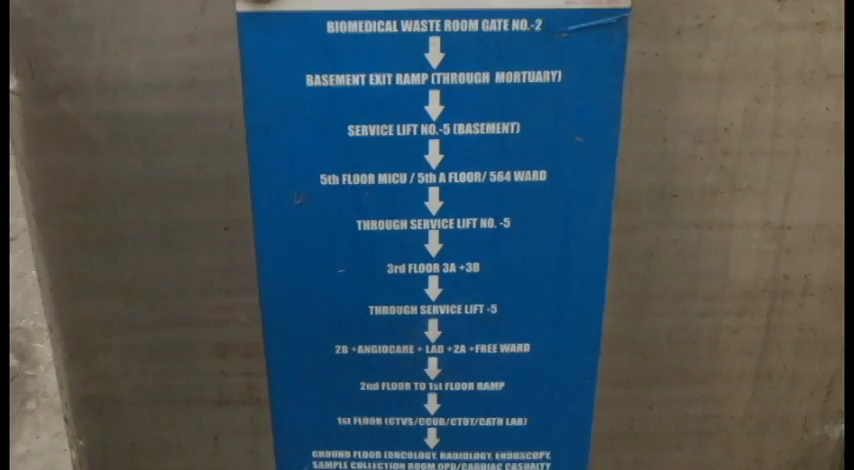 BIOMEDICAL WASTE ROOM GATE NO.-2
BASEMENT EXIT RAMP (THROUGH MORTUARY)
SERVICE LIFT NO.-5 (BASEMENT)
5th FLOOR MICU / 5th A FLOOR/ 564 WARD
THROUGH SERVICE LIFT NO. -5
3rd FLOOR 3A +3B
THROUGH SERVICE LIFT -5
2B +ANGIOCARE + LAB +2A +FREE WARD
2nd FLOOR TO 1st FLOOR RAMP
1st FLOOR (CTVS/CCUB/CTOT/CATH LAB)
GROUND FLOOR (ONCOLOGY, RADIOLOGY, ENDOSCOPY,
SAMPLE COLLECTION ROOM OPD/CARDIAC CASUALTY